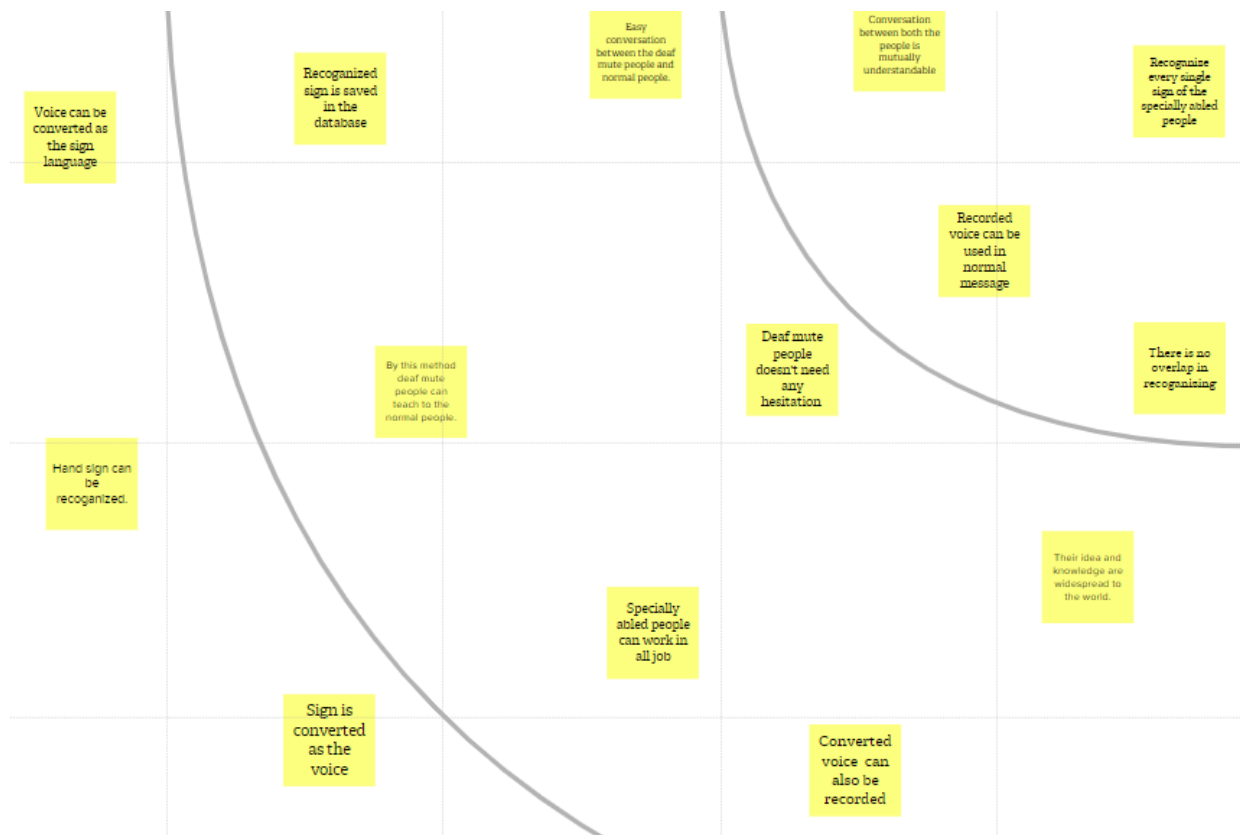 Easy
conversation
between the deaf
mute people and
normal people.
Conversation
between both the
people is
mutually
understandable
Recoganized
sign is saved
in the
database
Recoganize
every single
sign of the
specially abled
people
Voice can be
converted as
the sign
language
Recorded
voice can be
used in
normal
message
Deaf mute
people
doesn't need
any
hesitation
There is no
overlap in
recoganizing
By this method
deaf mute
people can
teach to the
normal people.
Hand sign can
be
recoganized.
Their idea and
knowledge are
widespread to
the world.
Specially
abled people
can work in
all job
Sign is
converted
as the
voice
Converted
voice can
also be
recorded